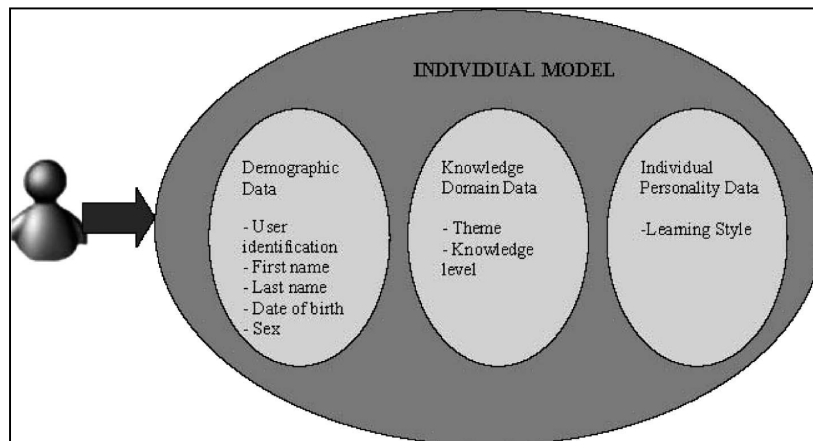 INDIVIDUAL MODEL
Demographic
Data
- User
identification
- First name
- Last name
- Date of birth
- Sex
Knowledge
Domain Data
- Theme
- Knowledge
level
Individual
Personality Data
-Learning Style